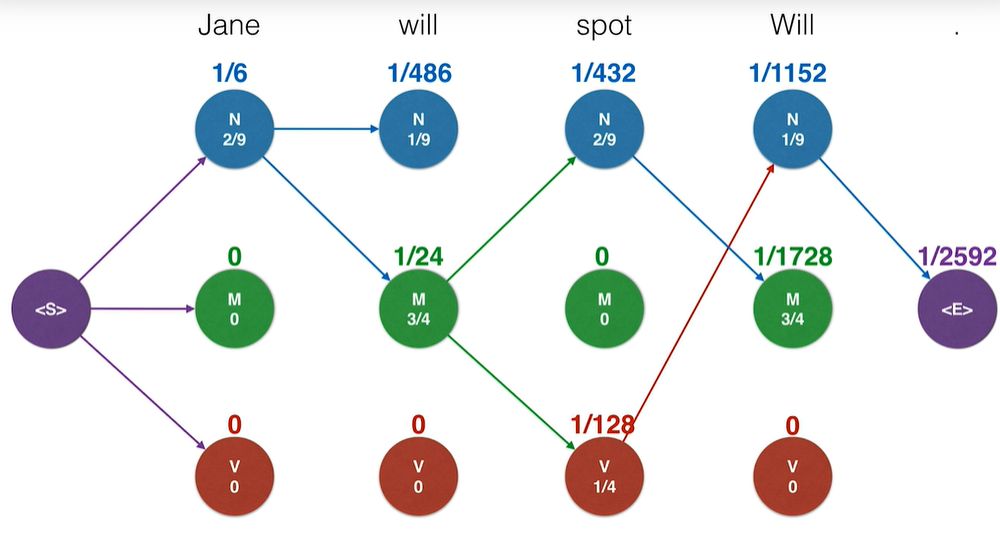 Jane will spot Will .
1/6 1/486 1/432 1/1152
N N N N
2/9 1/9 2/9 1/9
0 1/24 0 1/1728 1/2592
<S> M M M M <E>
0 3/4 0 3/4
0 0 1/128 0
V V V V
0 0 1/4 0